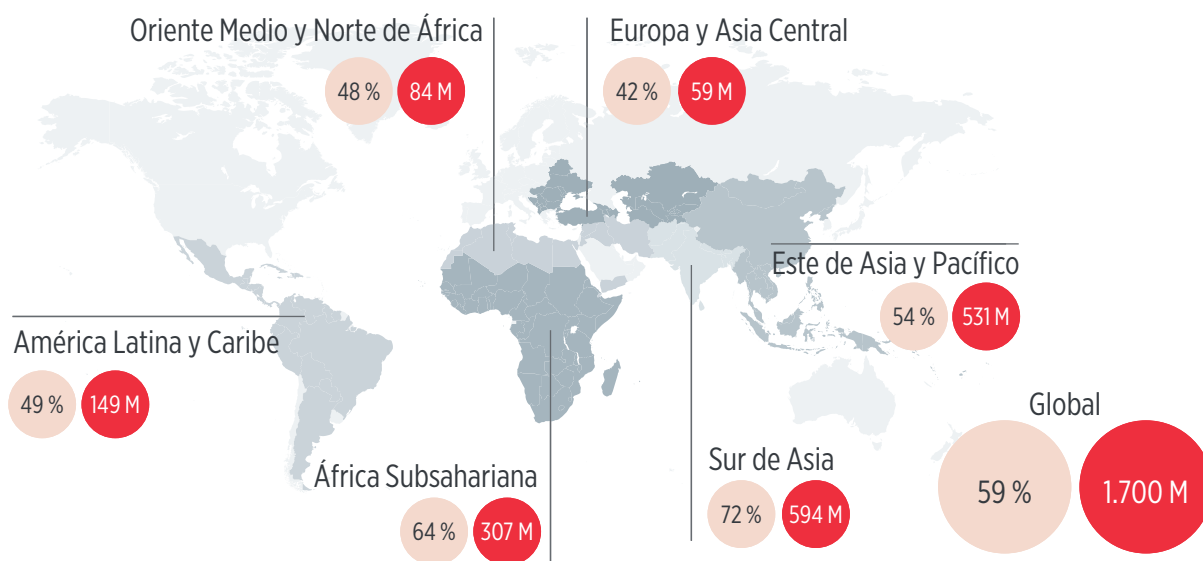 Oriente Medio y Norte de África
48 % 84 M
Europa y Asia Central
42 % 59 M
Este de Asia y Pacífico
54 % 531 M
América Latina y Caribe
49 % 149 M
África Subsahariana
64 % 307 M
Sur de Asia
72 % 594 M
Global
59 % 1.700 M